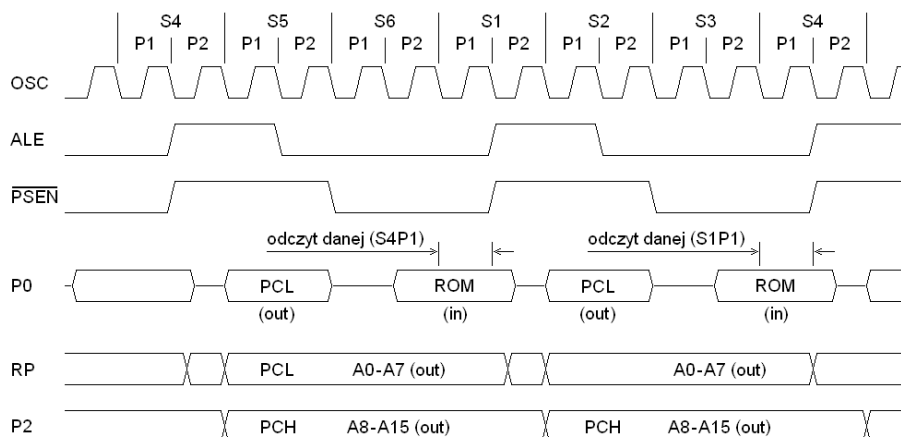 S4 S5 S6 S1 S2 S3 S4
P1 P2 P1 P2 P1 P2 P1 P2 P1 P2 P1 P2 P1 P2
OSC
ALE
PSEN
odczyt danej (S4P1) odczyt danej (S1P1)
P0 PCL ROM PCL ROM
(out) (in) (out) (in)
RP PCL A0-A7 (out) A0-A7 (out)
P2 PCH A8-A15 (out) PCH A8-A15 (out)